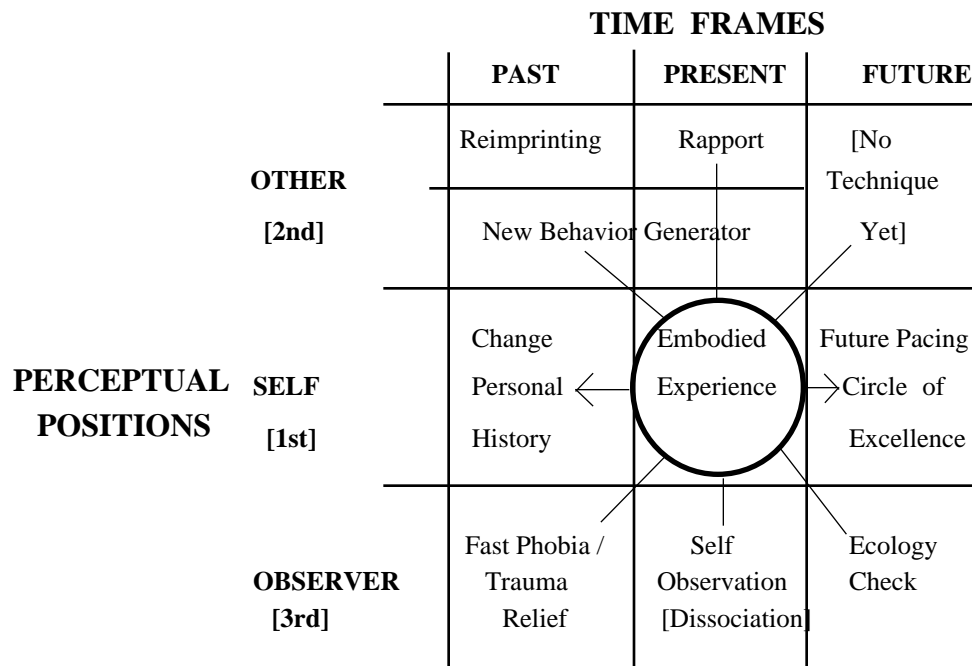 TIME FRAMES
PAST PRESENT FUTURE
Reimprinting Rapport [No
OTHER Technique
[2nd] New Behavior Generator Yet]
Change Embodied Future Pacing
PERCEPTUAL SELF Personal Experience Circle of
POSITIONS
[1st] History Excellence
Fast Phobia / Self Ecology
OBSERVER Trauma Observation Check
[3rd] Relief [Dissociation]